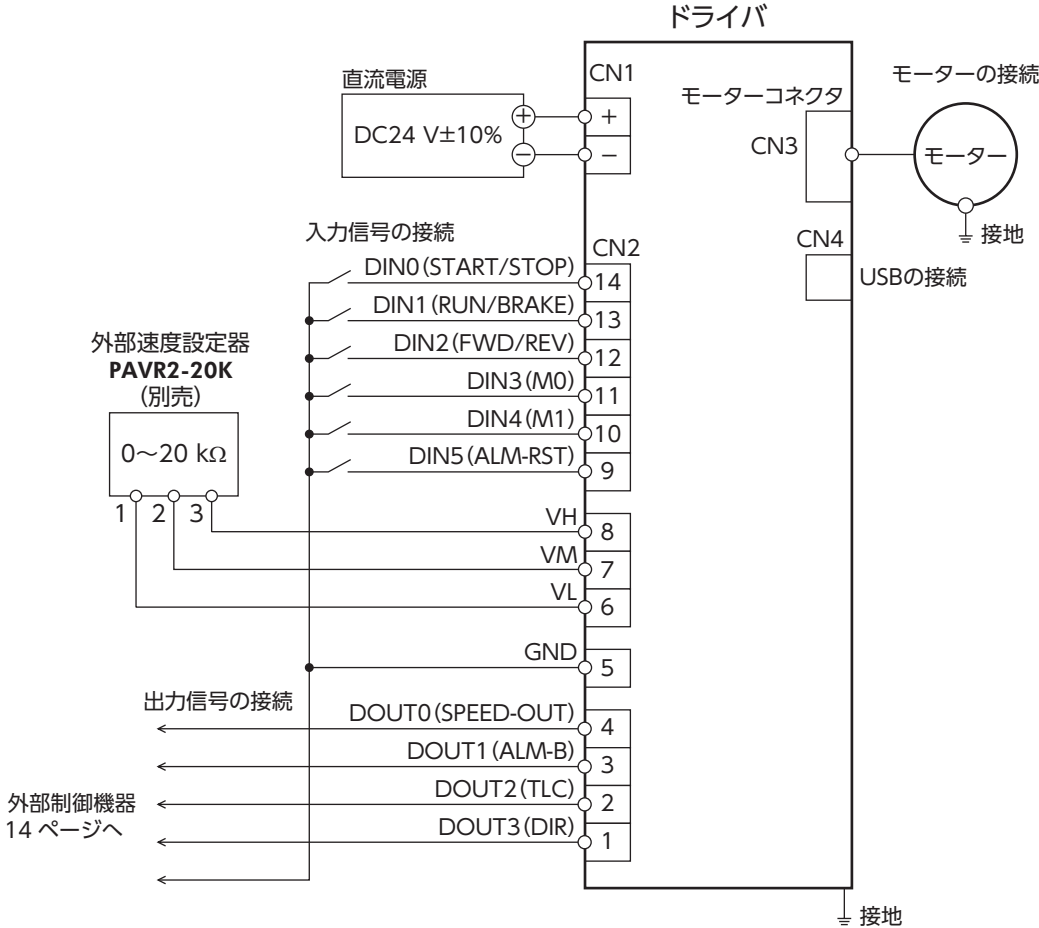 ドライバ
直流電源
DC24 V±10%
+
−
CN1
+
−
モーターコネクタ
CN3
モーターの接続
モーター
接地
CN4
USBの接続
入力信号の接続
CN2
DIN0(START/STOP)
14
DIN1(RUN/BRAKE)
13
DIN2(FWD/REV)
12
DIN3(M0)
11
DIN4(M1)
10
DIN5(ALM-RST)
9
外部速度設定器
PAVR2-20K
(別売)
0〜20 kΩ
1 2 3
VH
8
VM
7
VL
6
GND
5
出力信号の接続
DOUT0(SPEED-OUT)
4
DOUT1(ALM-B)
3
DOUT2(TLC)
2
DOUT3(DIR)
1
外部制御機器
14 ページへ
接地